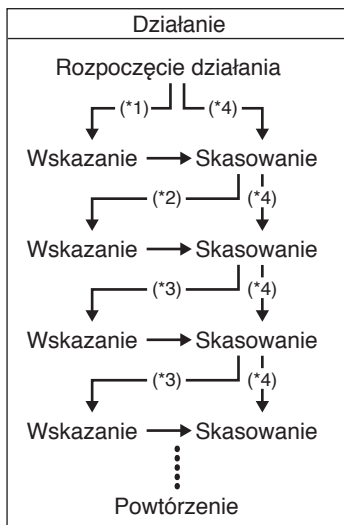 Działanie
Rozpoczęcie działania
(*1) (*4)
Wskazanie Skasowanie
(*2) (*4)
Wskazanie Skasowanie
(*3) (*4)
Wskazanie Skasowanie
(*3) (*4)
Wskazanie Skasowanie
Powtórzenie